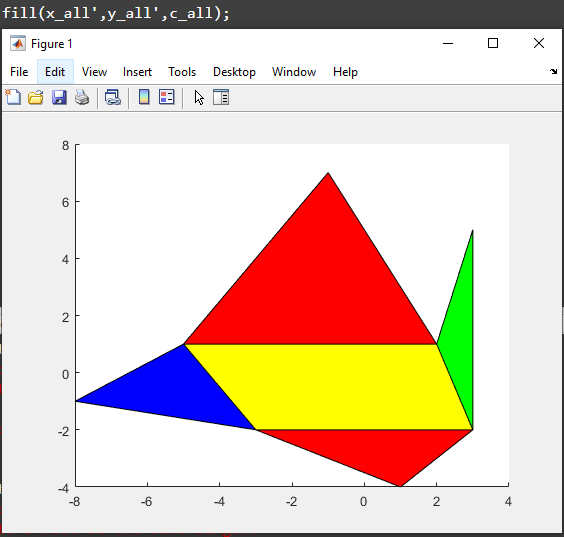 fill(x_all',y_all',c_all);
Figure 1
File Edit View Insert Tools Desktop Window Help
8
6
4
2
0
-2
-4
-8 -6 -4 -2 0 2 4